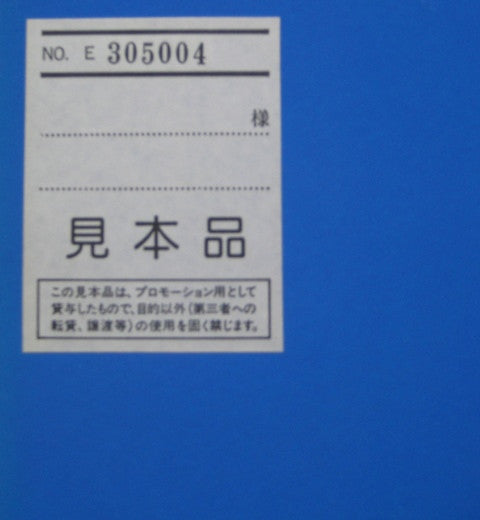 NO. E 305004
様
見本品
この見本品は、プロモーション用として
貸与したもので、目的以外(第三者への
転貸、譲渡等)の使用を固く禁じます。